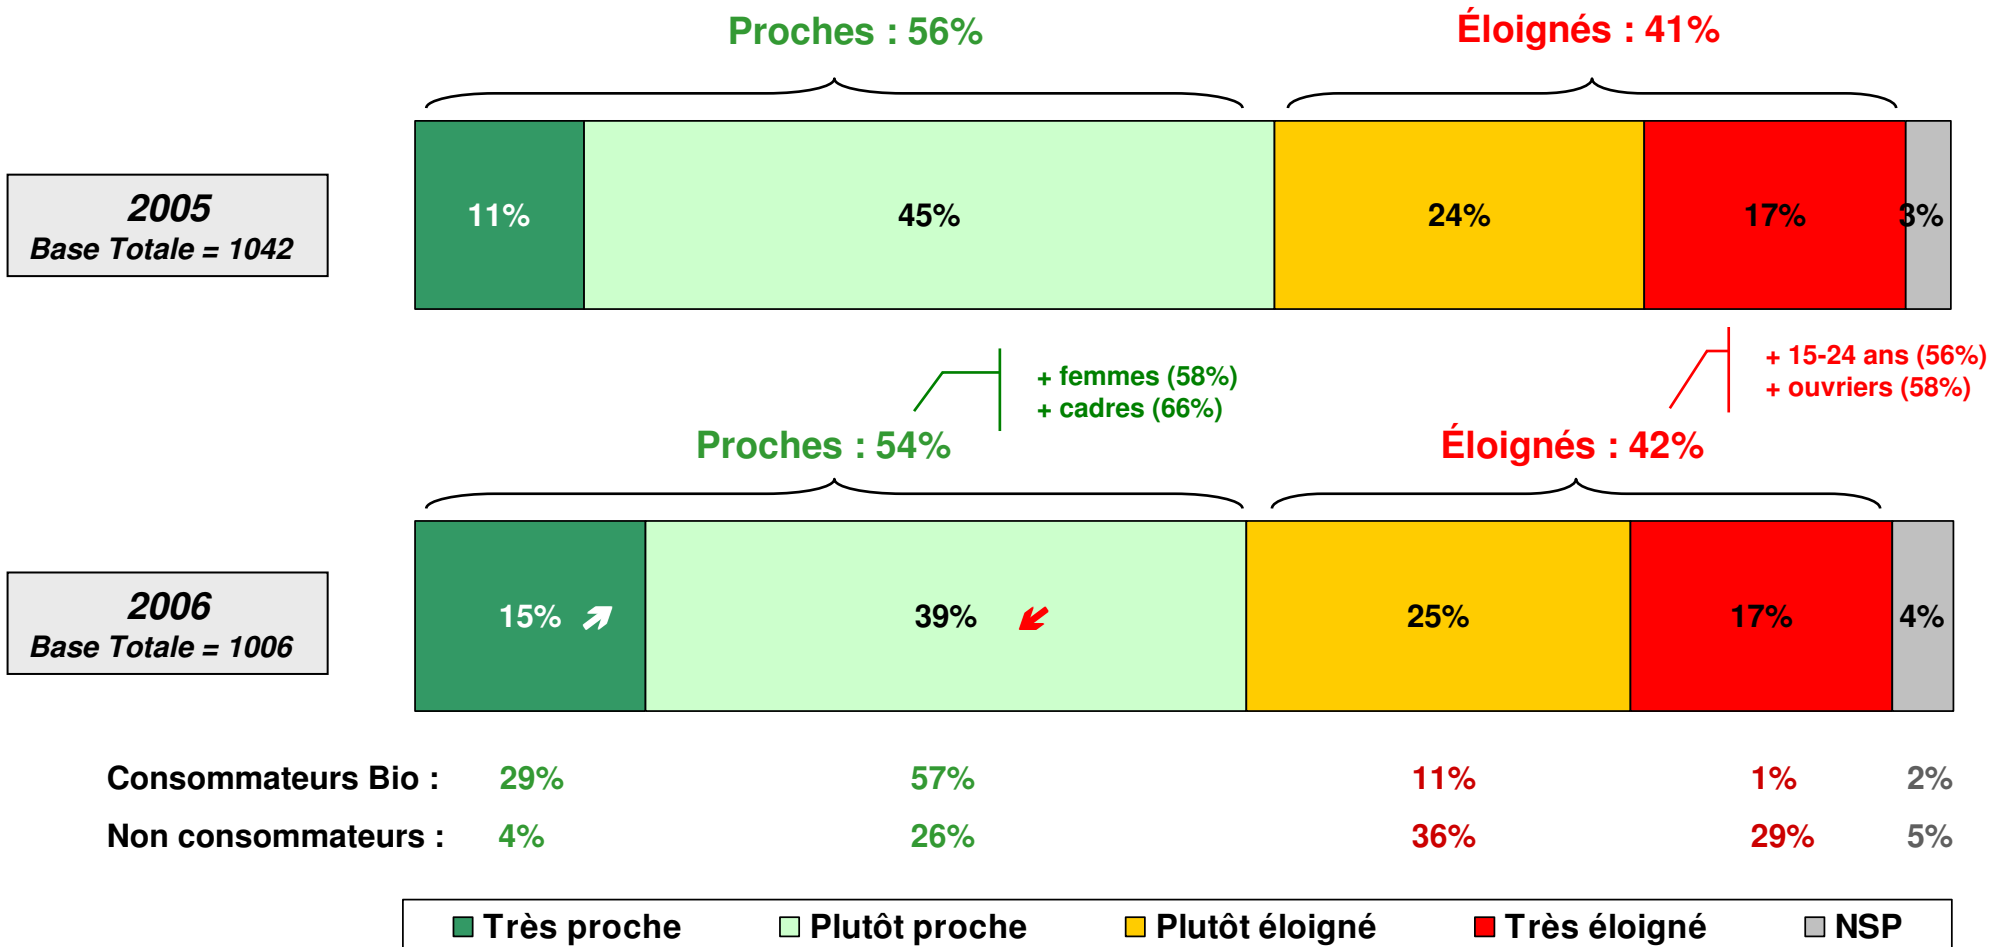 Proches : 56%
Éloignés : 41%
2005
Base Totale = 1042
11%
45%
24%
17%
3%
+ femmes (58%)
+ cadres (66%)
+ 15-24 ans (56%)
+ ouvriers (58%)
Proches : 54%
Éloignés : 42%
2006
Base Totale = 1006
15%
39%
25%
17%
4%
Consommateurs Bio : 29% 57% 11% 1% 2%
Non consommateurs : 4% 26% 36% 29% 5%
Très proche Plutôt proche Plutôt éloigné Très éloigné NSP